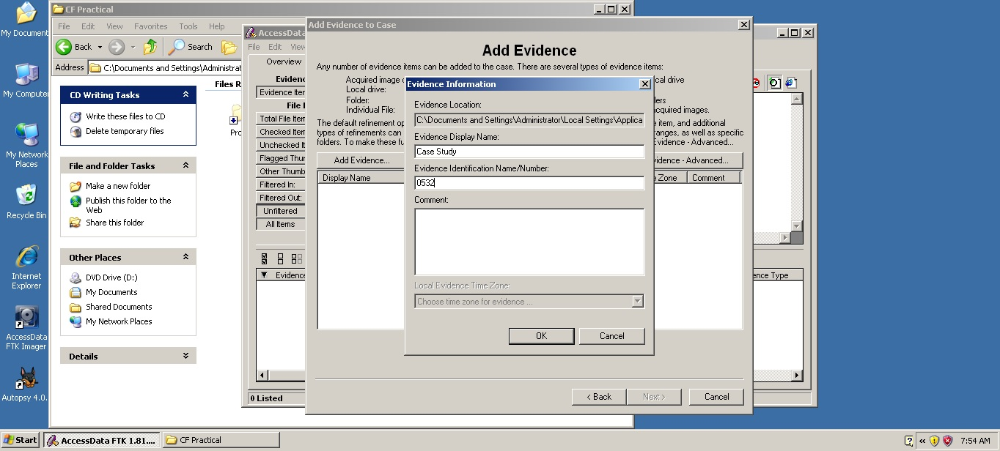 My Document
My Compute
My Network
Places
Recycle Bin
Internet
Explorer
AccessData
FTK Imager
Autopsy 4.0.
CF Practical
File Edit View Favorites Tools Help
Back
Search
Address C:\Documents and Settings\Administrat
CD Writing Tasks
Write these files to CD
Delete temporary files
File and Folder Tasks
Make a new folder
Publish this folder to the
Web
Share this folder
Other Places
DVD Drive (D:)
My Documents
Shared Documents
My Network Places
Details
Files R
Pro
AccessData
File Edit View
Overview
Evidenc
Evidence Iter
File I
Total File Item
Checked Item
Unchecked It
Flagged Thu
Other Thumb
Filtered In:
Filtered Out:
Unfiltered
All Items
Evidence
ence Type
0 Listed
Add Evidence to Case
Add Evidence
Any number of evidence items can be added to the case. There are several types of evidence items:
Acquired image o
Local drive:
Folder:
Individual File:
cal drive
lders
acquired images.
The default refinement op
types of refinements can
folders. To make these fu
e item, and additional
ranges, as well as specific
Evidence - Advanced...
Add Evidence...
vidence - Advanced...
Display Name
e Zone
Comment
< Back
Next >
Cancel
Evidence Information
Evidence Location:
C:\Documents and Settings\Administrator\Local Settings\Applica
Evidence Display Name:
Case Study
Evidence Identification Name/Number:
0532
Comment:
Local Evidence Time Zone:
Choose time zone for evidence ...
OK
Cancel
Start
AccessData FTK 1.81....
CF Practical
7:54 AM